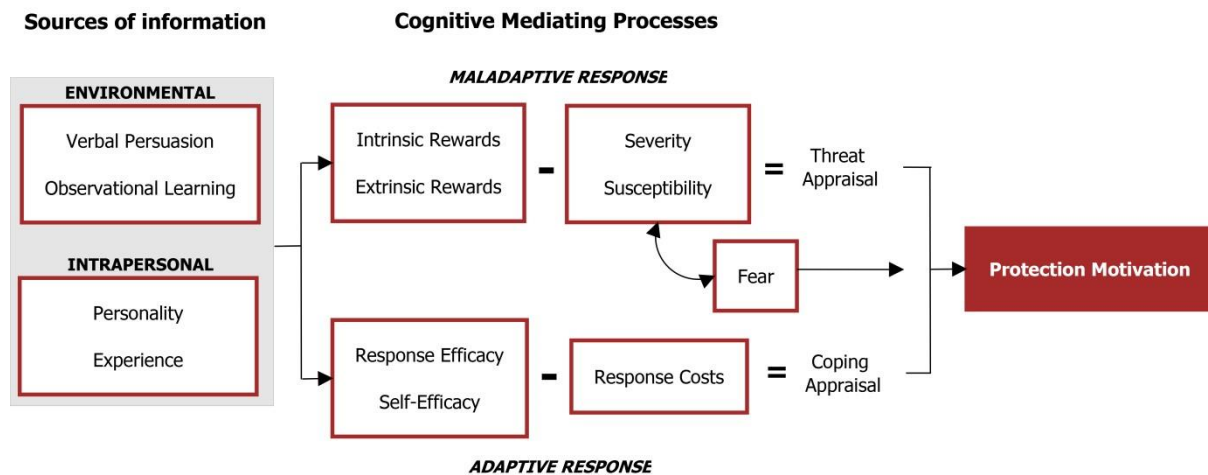 Sources of information
Cognitive Mediating Processes
MALADAPTIVE RESPONSE
ENVIRONMENTAL
Verbal Persuasion
Observational Learning
INTRAPERSONAL
Personality
Experience
Intrinsic Rewards
Extrinsic Rewards
-
Severity
Susceptibility
=
Threat
Appraisal
Fear
Response Efficacy
Self-Efficacy
-
Response Costs
=
Coping
Appraisal
ADAPTIVE RESPONSE
Protection Motivation